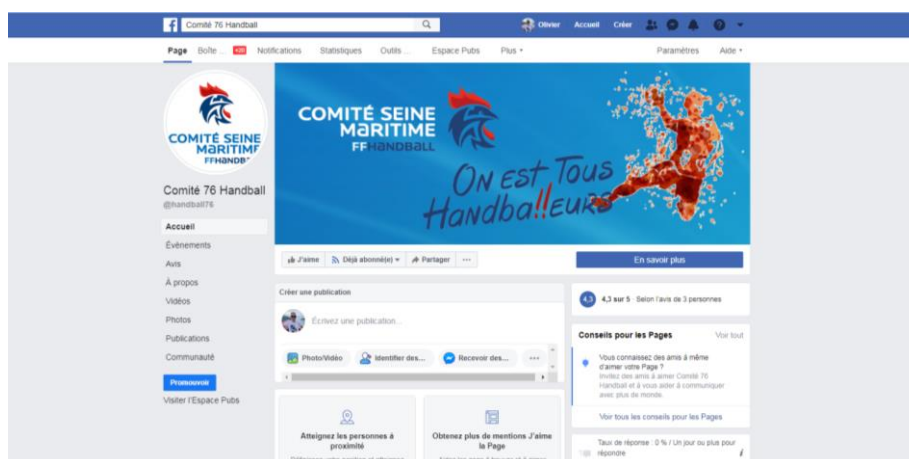 Comité 76 Handball
Olivier Accueil Créer
Page Boîte ... +20 Notifications Statistiques Outils ... Espace Pubs Plus Paramètres Aide
COMITÉ SEINE
MARITIME
FFHANDB
COMITÉ SEINE
MARITIME
FFHANDBALL
ON EST TOUS
Handba!!EURS
Comité 76 Handball
@handball76
Accueil
Évènements
Avis
À propos
Vidéos
Photos
Publications
Communauté
Promouvoir
Visiter l'Espace Pubs
J'aime Déjà abonné(e) Partager ...
En savoir plus
Créer une publication
Écrivez une publication...
Photo/Vidéo Identifier des... Recevoir des... ...
Atteignez les personnes à
proximité
Obtenez plus de mentions J'aime
la Page
4,3 4,3 sur 5 · Selon l'avis de 3 personnes
Conseils pour les Pages Voir tout
Vous connaissez des amis à même
d'aimer votre Page ?
Invitez des amis à aimer Comité 76
Handball et à vous aider à communiquer
avec plus de monde.
Voir tous les conseils pour les Pages
Taux de réponse : 0 % / Un jour ou plus pour
répondre